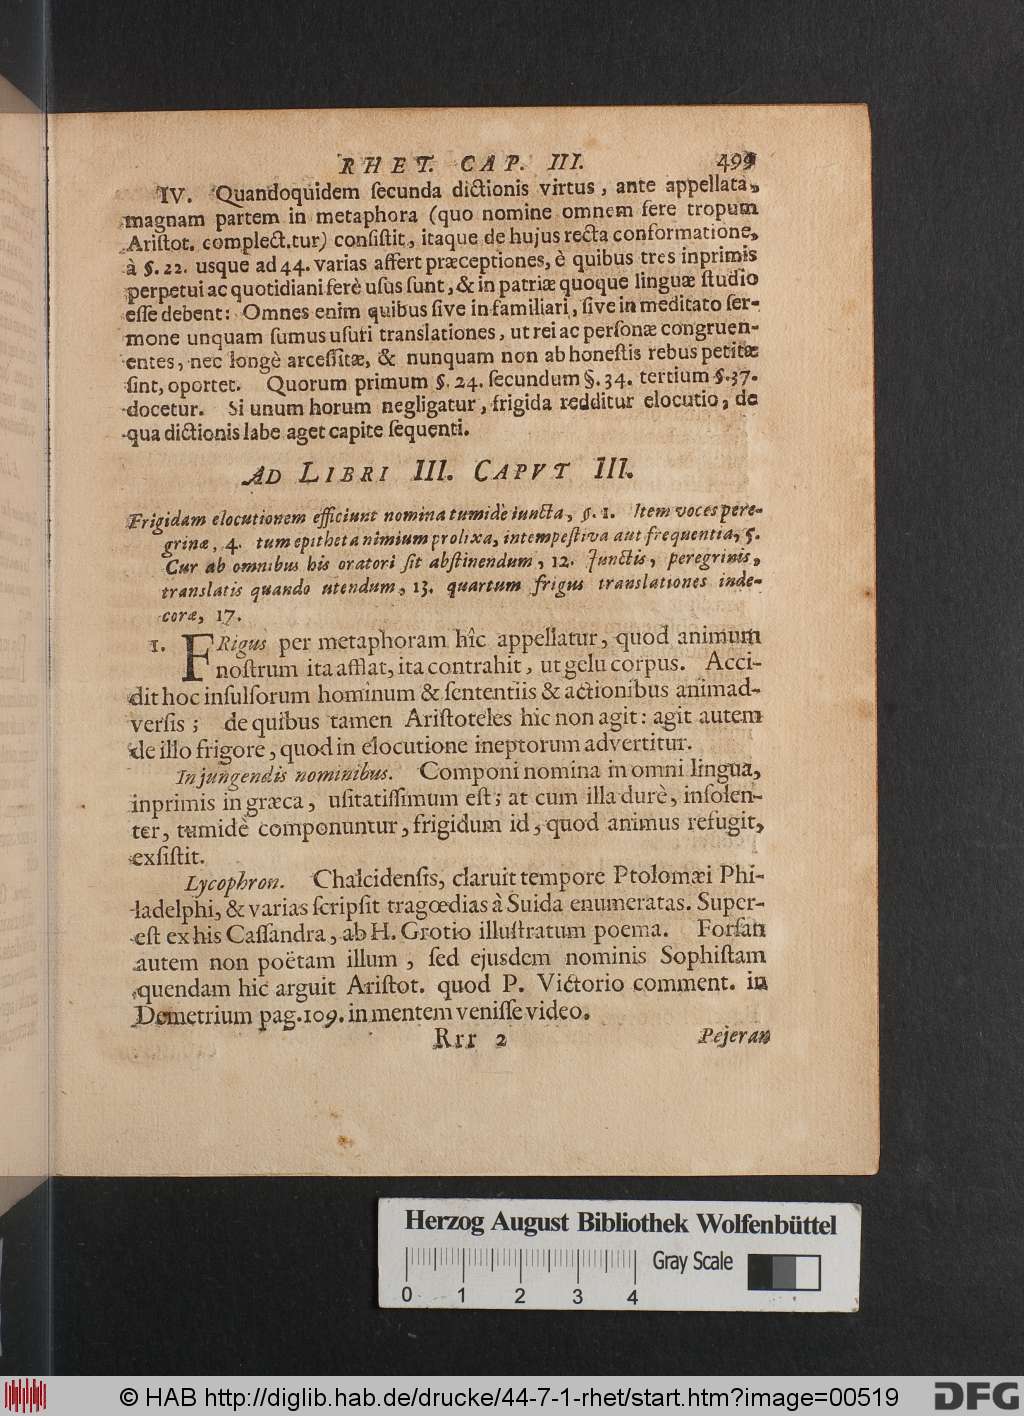 RHET. CAP. III. 499
IV. Quandoquidem ſecunda dictionis virtus, ante appellata,
magnam partem in metaphora (quo nomine omnem fere tropum
Ariſtot. complect.tur) conſiſtit, itaque de hujus recta conformatione,
à §. 22. usque ad 44. varias affert præceptiones, è quibus tres inprimis
perpetui ac quotidiani ferè uſus ſunt, & in patriæ quoque linguæ ſtudio
eſſe debent: Omnes enim quibus ſive in familiari, ſive in meditato ſer-
mone unquam ſumus uſuri translationes, ut rei ac perſonæ congruen-
entes, nec longè arceſſitæ, & nunquam non ab honeſtis rebus petitæ
ſint, oportet. Quorum primum §. 24. ſecundum §. 34. tertium §. 37.
docetur. Si unum horum negligatur, frigida redditur elocutio, de
qua dictionis labe aget capite ſequenti.
AD LIBRI III. CAPVT III.
Frigidam elocutionem efficiunt nomina tumidè iuncta, §. 1. Item voces pere-
grinæ, 4. tum epitheta nimium prolixa, intempeſtiva aut frequentia, 5.
Cur ab omnibus his oratori ſit abſtinendum, 12. Junctis, peregrinis,
translatis quando utendum, 13. quartum frigus translationes inde-
coræ, 17.
1. FRigus per metaphoram hîc appellatur, quod animum
noſtrum ita afflat, ita contrahit, ut gelu corpus. Acci-
dit hoc inſulſorum hominum & ſententiis & actionibus animad-
verſis; de quibus tamen Ariſtoteles hic non agit: agit autem
de illo frigore, quod in elocutione ineptorum advertitur.
In jungendis nominibus. Componi nomina in omni lingua,
inprimis in græca, uſitatiſſimum eſt; at cum illa durè, inſolen-
ter, tumidè componuntur, frigidum id, quod animus refugit,
exſiſtit.
Lycophron. Chalcidenſis, claruit tempore Ptolomæi Phi-
ladelphi, & varias ſcripſit tragœdias à Suida enumeratas. Super-
eſt ex his Caſſandra, ab H. Grotio illuſtratum poema. Forſan
autem non poëtam illum, ſed ejusdem nominis Sophiſtam
quendam hic arguit Ariſtot. quod P. Victorio comment. in
Demetrium pag. 109. in mentem veniſſe video.
Rrr 2 Pejeran
Herzog August Bibliothek Wolfenbüttel
Gray Scale
0 1 2 3 4
© HAB http://diglib.hab.de/drucke/44-7-1-rhet/start.htm?image=00519
DFG